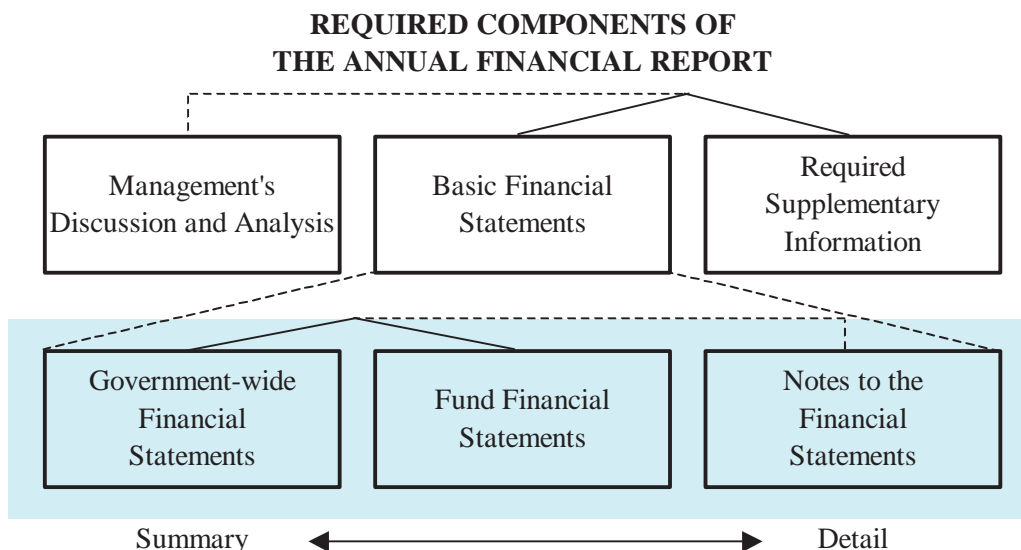 REQUIRED COMPONENTS OF
THE ANNUAL FINANCIAL REPORT
Management's
Discussion and Analysis
Basic Financial
Statements
Required
Supplementary
Information
Government-wide
Financial
Statements
Fund Financial
Statements
Notes to the
Financial
Statements
Summary
Detail